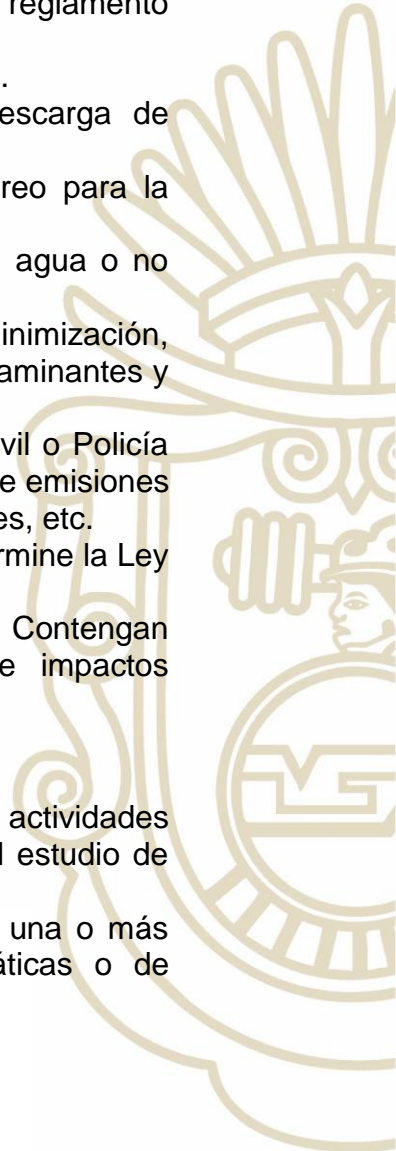 reglamento
.
escarga de
reo para la
agua o no
inimización,
aminantes y
vil o Policía
e emisiones
es, etc.
rmine la Ley
Contengan
e impactos
actividades
l estudio de
una o más
áticas o de